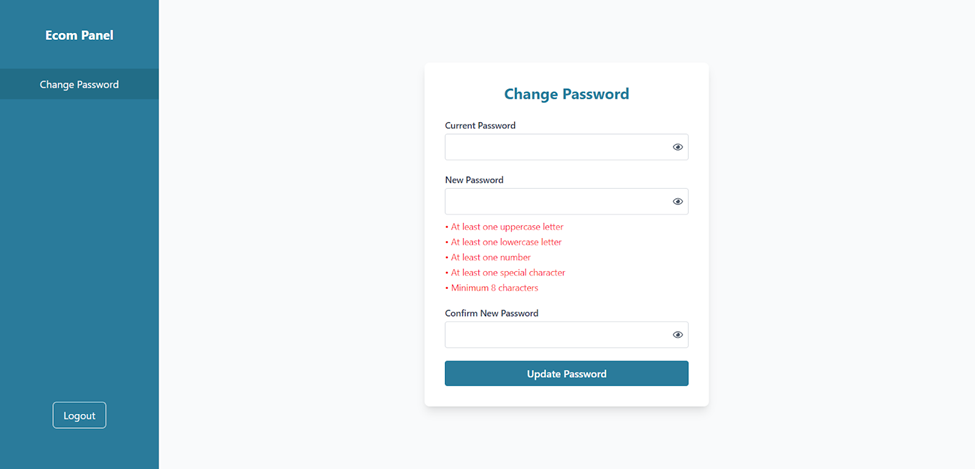 Ecom Panel
Change Password
Logout
Change Password
Current Password
New Password
• At least one uppercase letter
• At least one lowercase letter
• At least one number
• At least one special character
• Minimum 8 characters
Confirm New Password
Update Password